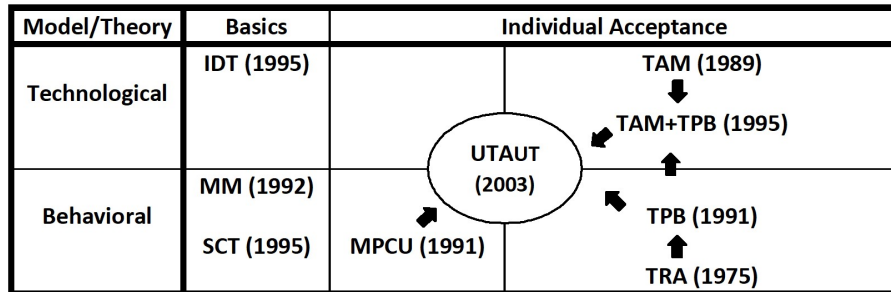 Model/Theory Basics Individual Acceptance
IDT (1995) TAM (1989)
Technological
TAM+TPB (1995)
UTAUT
(2003)
MM (1992)
Behavioral TPB (1991)
SCT (1995) MPCU (1991)
TRA (1975)